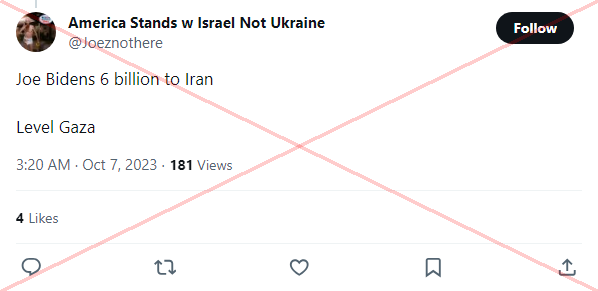 America Stands w Israel Not Ukraine
@Joeznothere
Follow
Joe Bidens 6 billion to Iran
Level Gaza
3:20 AM · Oct 7, 2023 · 181 Views
4 Likes